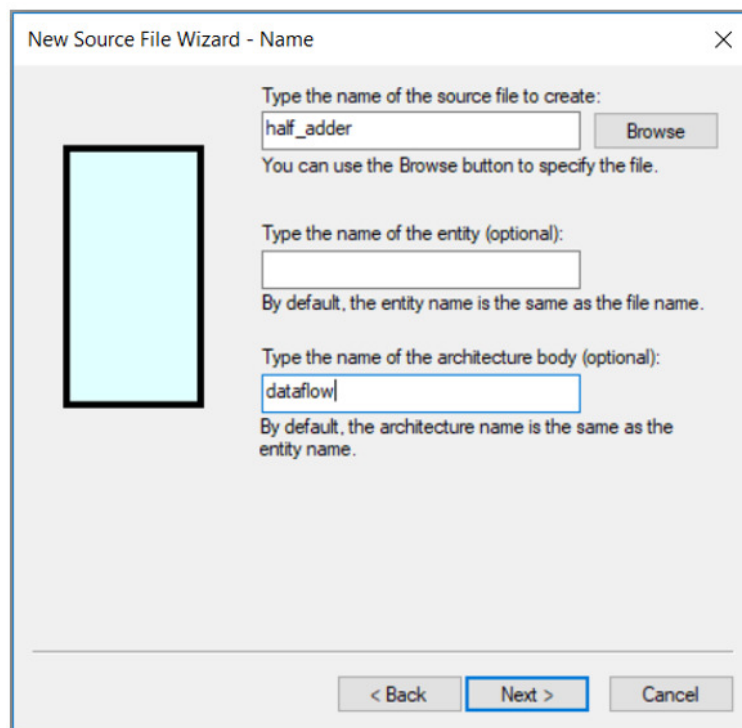 New Source File Wizard - Name
Type the name of the source file to create:
half_adder
Browse
You can use the Browse button to specify the file.
Type the name of the entity (optional):
By default, the entity name is the same as the file name.
Type the name of the architecture body (optional):
dataflow
By default, the architecture name is the same as the
entity name.
< Back
Next >
Cancel